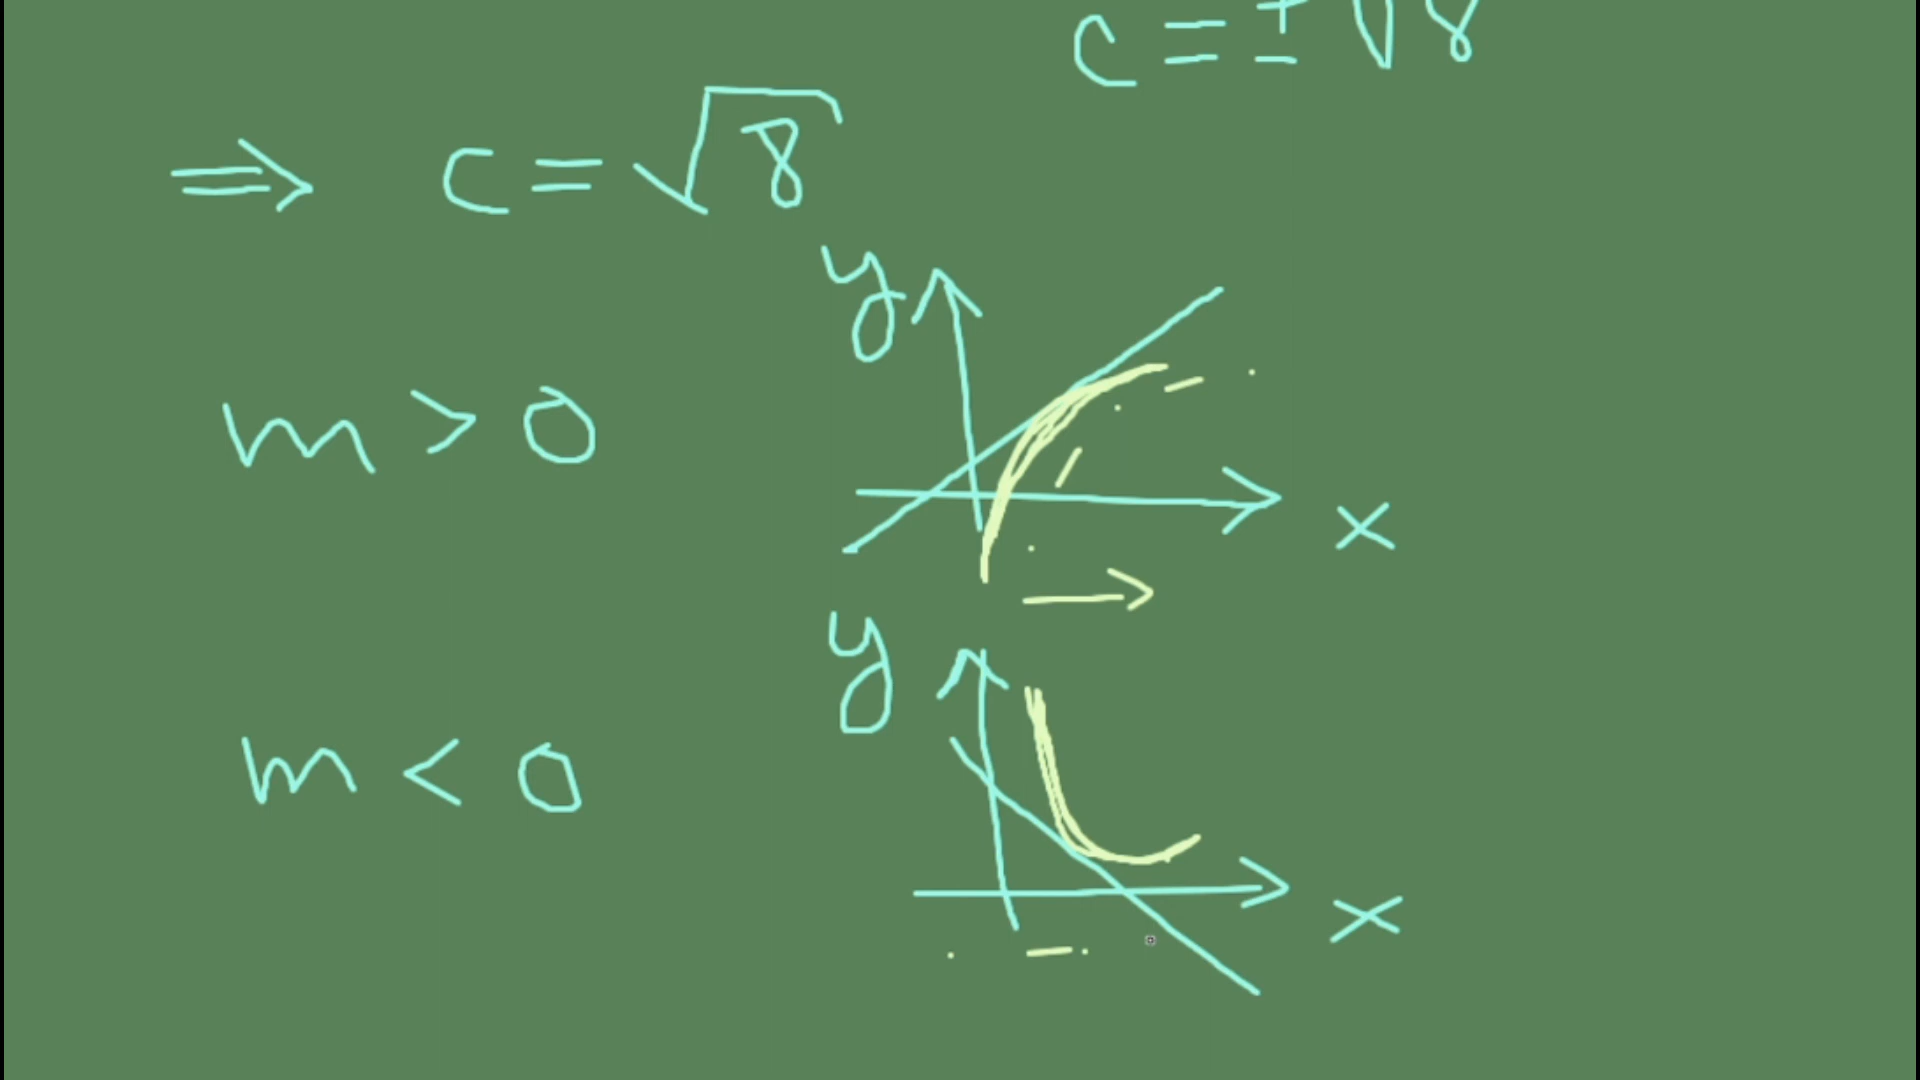 c = ± √8
⇒ c = √8
y
m > 0
x
y
m < 0
x